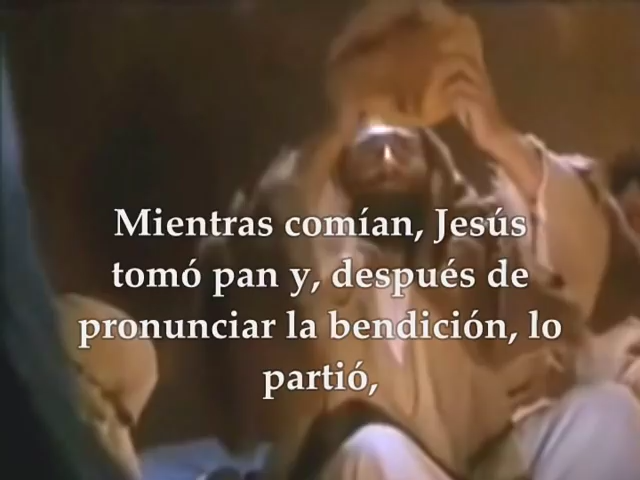 Mientras comían, Jesús
tomó pan y, después de
pronunciar la bendición, lo
partió,